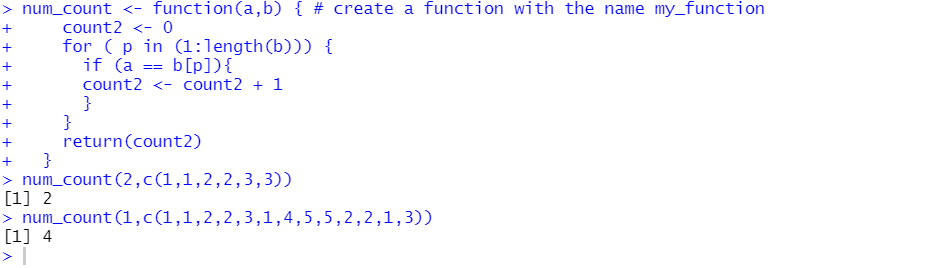 > num_count <- function(a,b) { # create a function with the name my_function
+     count2 <- 0
+     for ( p in (1:length(b))) {
+       if (a == b[p]){
+       count2 <- count2 + 1
+       }
+     }
+     return(count2)
+   }
> num_count(2,c(1,1,2,2,3,3))
[1] 2
> num_count(1,c(1,1,2,2,3,1,4,5,5,2,2,1,3))
[1] 4
>